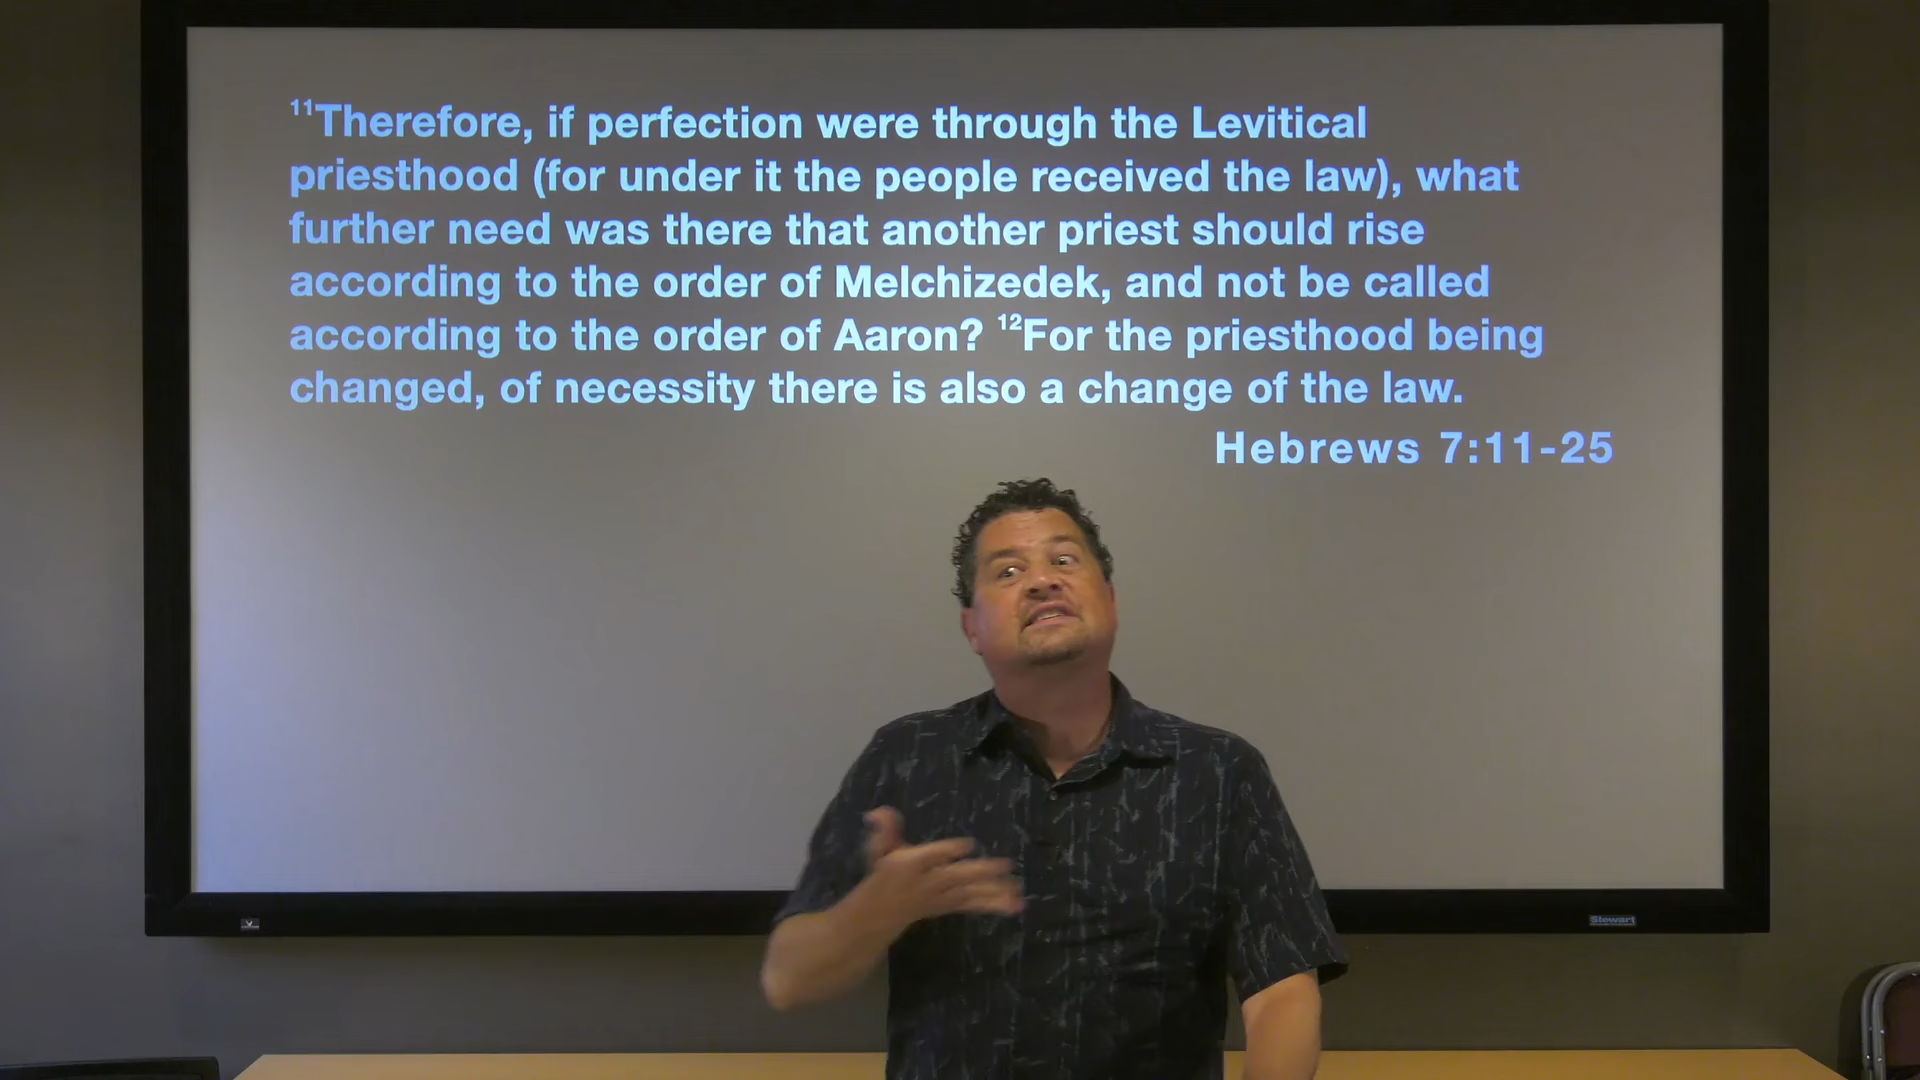 ¹¹Therefore, if perfection were through the Levitical
priesthood (for under it the people received the law), what
further need was there that another priest should rise
according to the order of Melchizedek, and not be called
according to the order of Aaron? ¹²For the priesthood being
changed, of necessity there is also a change of the law.
Hebrews 7:11-25
Stewart